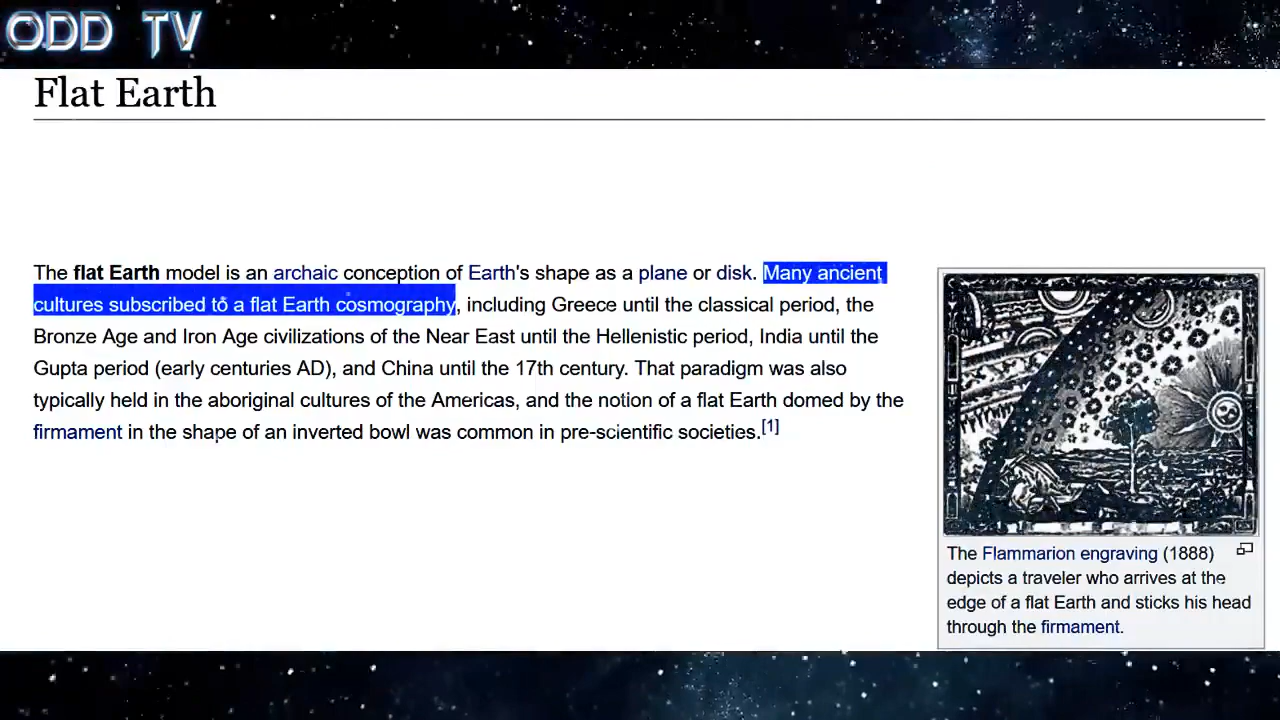 ODD TV
Flat Earth
The flat Earth model is an archaic conception of Earth's shape as a plane or disk. Many ancient
cultures subscribed to a flat Earth cosmography, including Greece until the classical period, the
Bronze Age and Iron Age civilizations of the Near East until the Hellenistic period, India until the
Gupta period (early centuries AD), and China until the 17th century. That paradigm was also
typically held in the aboriginal cultures of the Americas, and the notion of a flat Earth domed by the
firmament in the shape of an inverted bowl was common in pre-scientific societies.[1]
The Flammarion engraving (1888)
depicts a traveler who arrives at the
edge of a flat Earth and sticks his head
through the firmament.